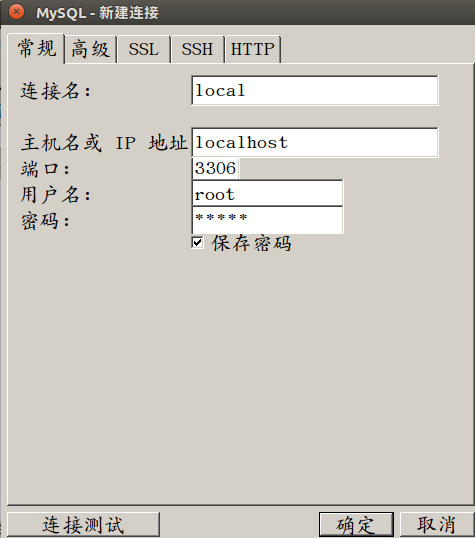 MySQL - 新建连接
常规 高级 SSL SSH HTTP
连接名: local
主机名或 IP 地址 localhost
端口: 3306
用户名: root
密码: *****
保存密码
连接测试 确定 取消